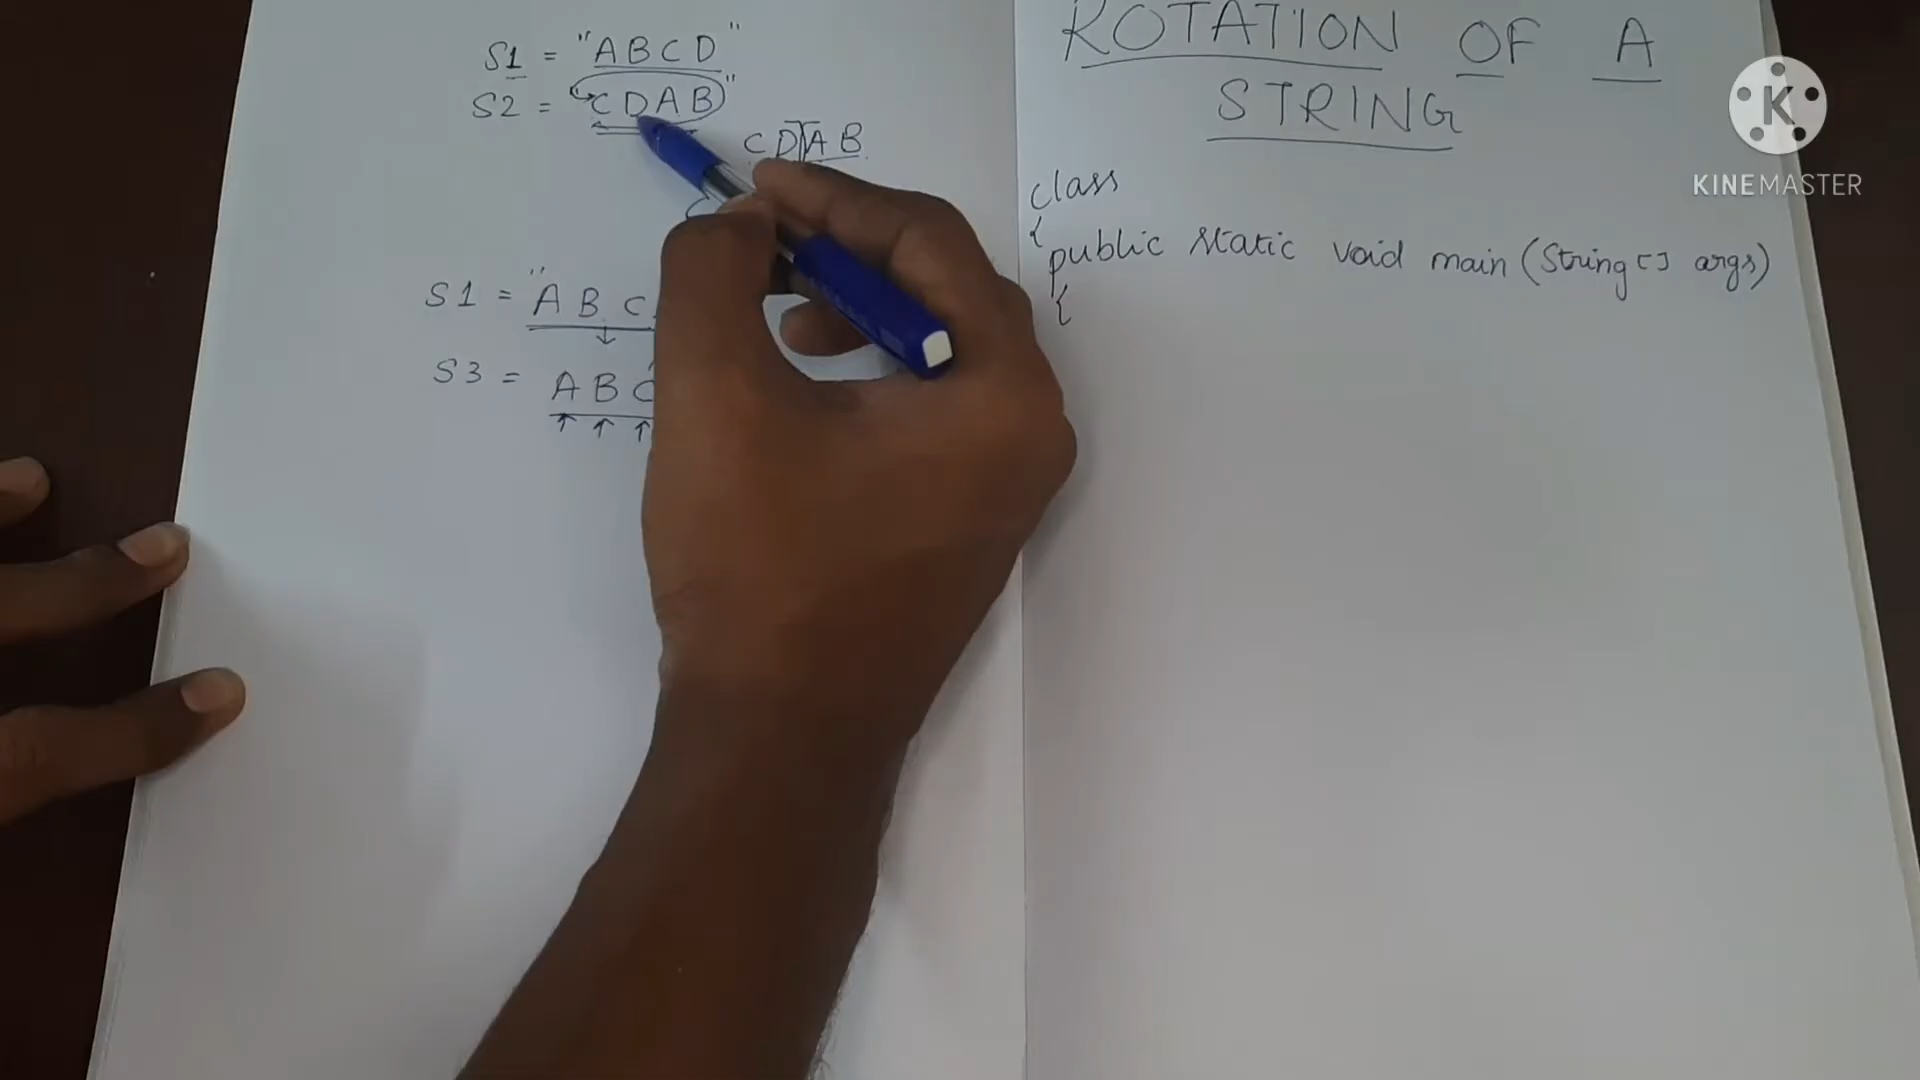 S1 = "ABCD"
S2 = CDAB"
CDAB
S1 = "ABC
S3 = ABC
ROTATION OF A
STRING
class
{
public static void main (String [] args)
{
K
KINEMASTER